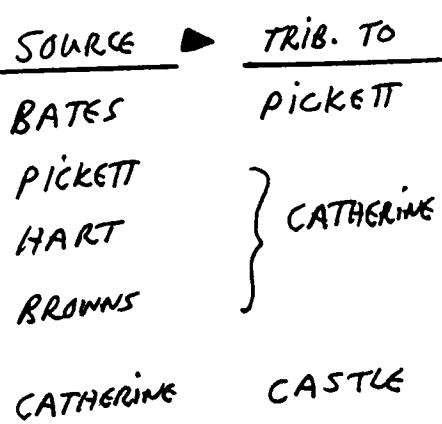 SOURCE ▶ TRIB. TO
BATES PICKETT
PICKETT
HART } CATHERINE
BROWNS
CATHERINE CASTLE